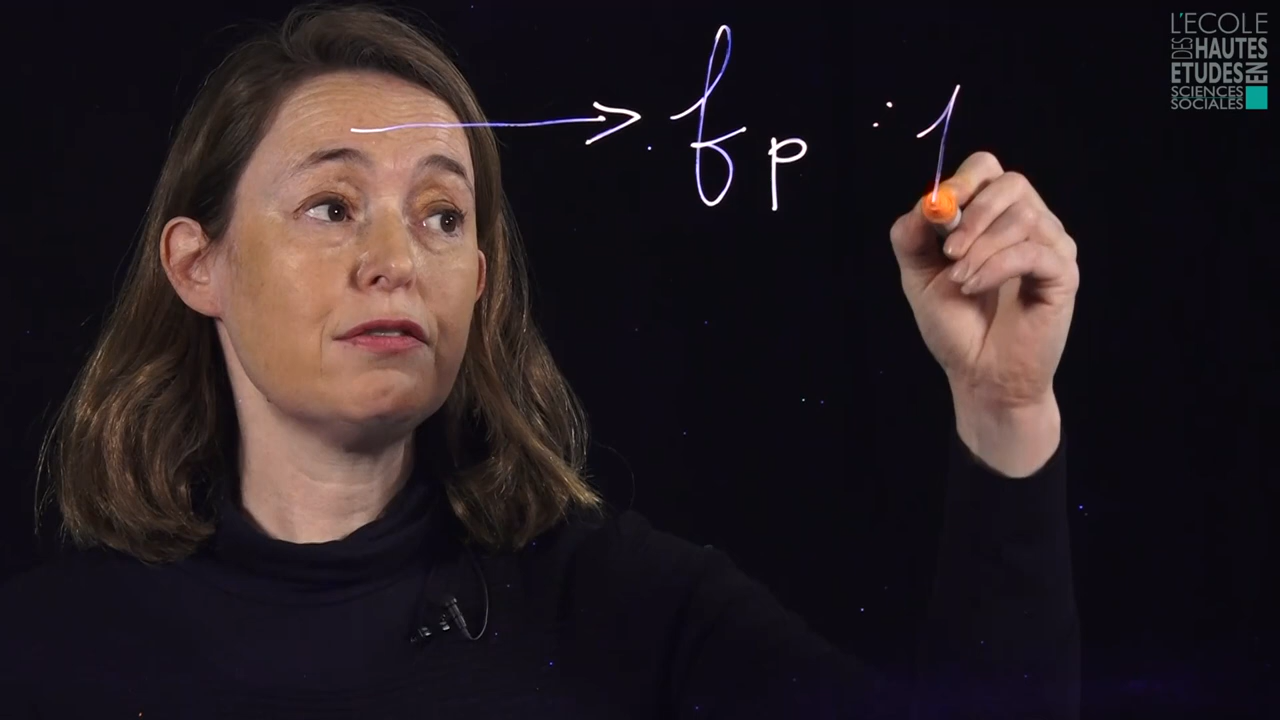 → fp : 1
L'ECOLE
DES HAUTES
ETUDES EN
SCIENCES
SOCIALES